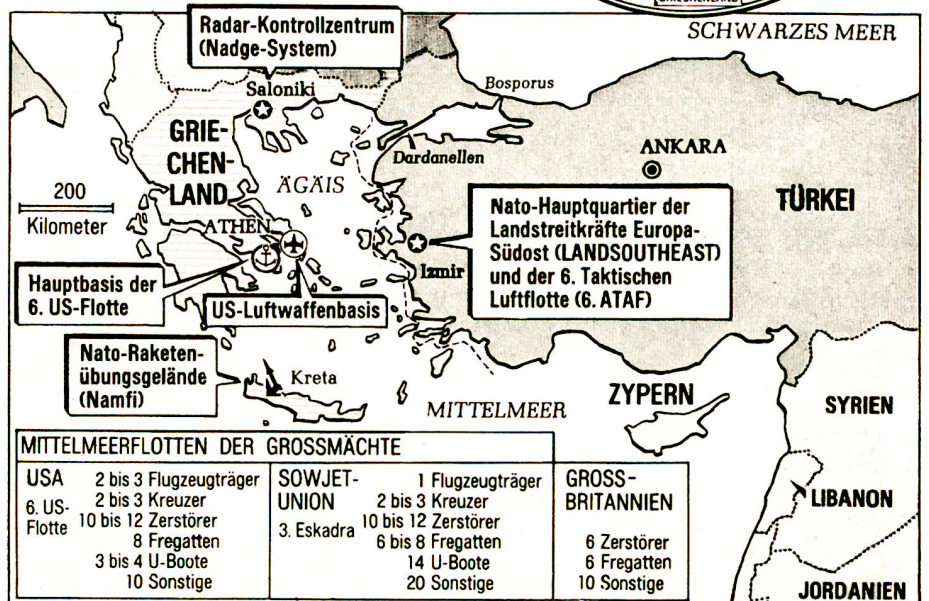 GRIECHENLAND
SCHWARZES MEER
Radar-Kontrollzentrum
(Nadge-System)
Saloniki
Bosporus
GRIE-
CHEN-
LAND
Dardanellen
ANKARA
ÄGÄIS
TÜRKEI
200
Kilometer
ATHEN
Izmir
Nato-Hauptquartier der
Landstreitkräfte Europa-
Südost (LANDSOUTHEAST)
und der 6. Taktischen
Luftflotte (6. ATAF)
Hauptbasis der
6. US-Flotte
US-Luftwaffenbasis
Nato-Raketen-
übungsgelände
(Namfi)
Kreta
MITTELMEER
ZYPERN
SYRIEN
LIBANON
JORDANIEN
MITTELMEERFLOTTEN DER GROSSMÄCHTE
USA
6. US-
Flotte
2 bis 3 Flugzeugträger
2 bis 3 Kreuzer
10 bis 12 Zerstörer
8 Fregatten
3 bis 4 U-Boote
10 Sonstige
SOWJET-
UNION
3. Eskadra
1 Flugzeugträger
2 bis 3 Kreuzer
10 bis 12 Zerstörer
6 bis 8 Fregatten
14 U-Boote
20 Sonstige
GROSS-
BRITANNIEN
6 Zerstörer
6 Fregatten
10 Sonstige